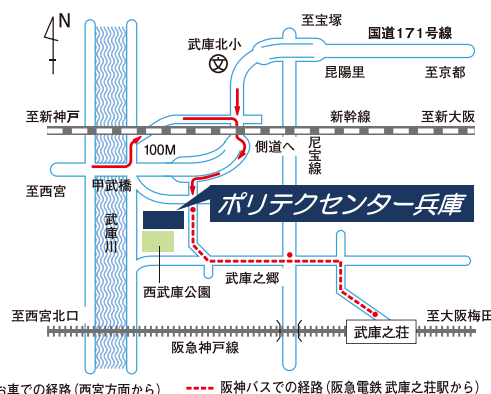 N
至宝塚
国道171号線
武庫北小
文
昆陽里
至京都
至新神戸
新幹線
至新大阪
100M
側道へ
尼宝線
甲武橋
至西宮
ポリテクセンター兵庫
武庫川
武庫之郷
西武庫公園
至西宮北口
至大阪梅田
武庫之荘
阪急神戸線
お車での経路(西宮方面から)
阪神バスでの経路(阪急電鉄 武庫之荘駅から)